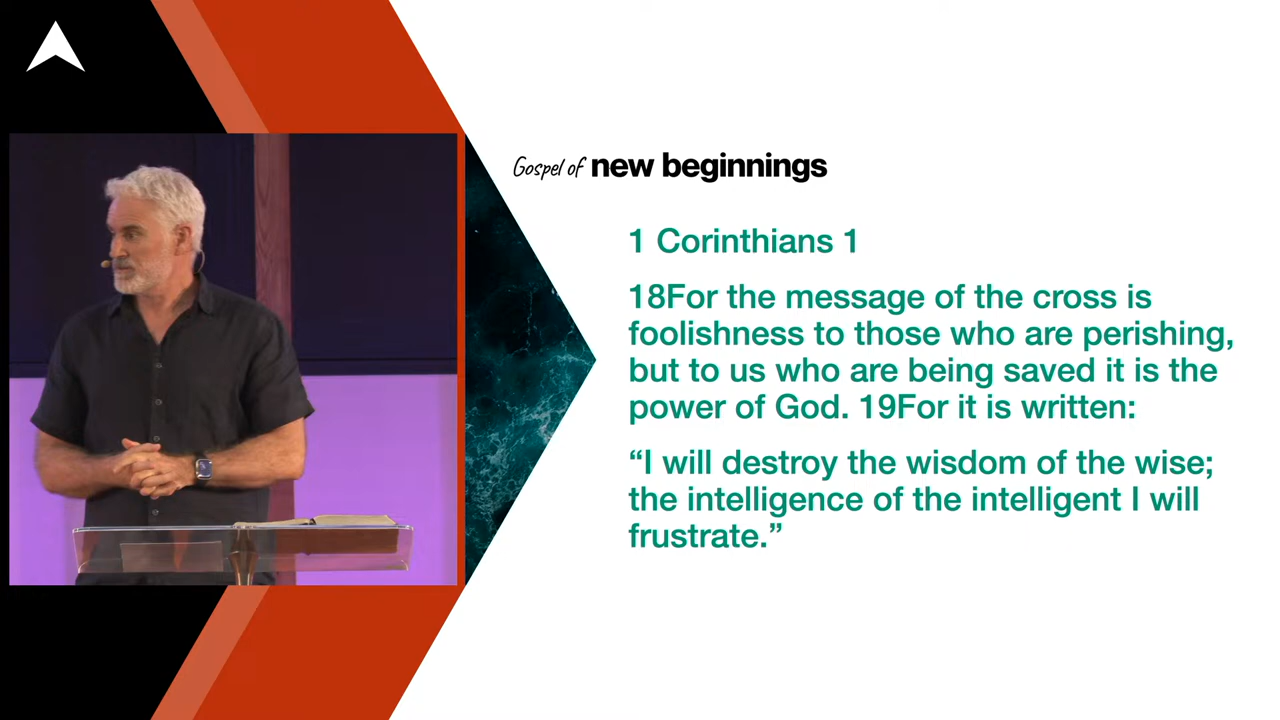 Gospel of new beginnings
1 Corinthians 1
18For the message of the cross is
foolishness to those who are perishing,
but to us who are being saved it is the
power of God. 19For it is written:
“I will destroy the wisdom of the wise;
the intelligence of the intelligent I will
frustrate.”